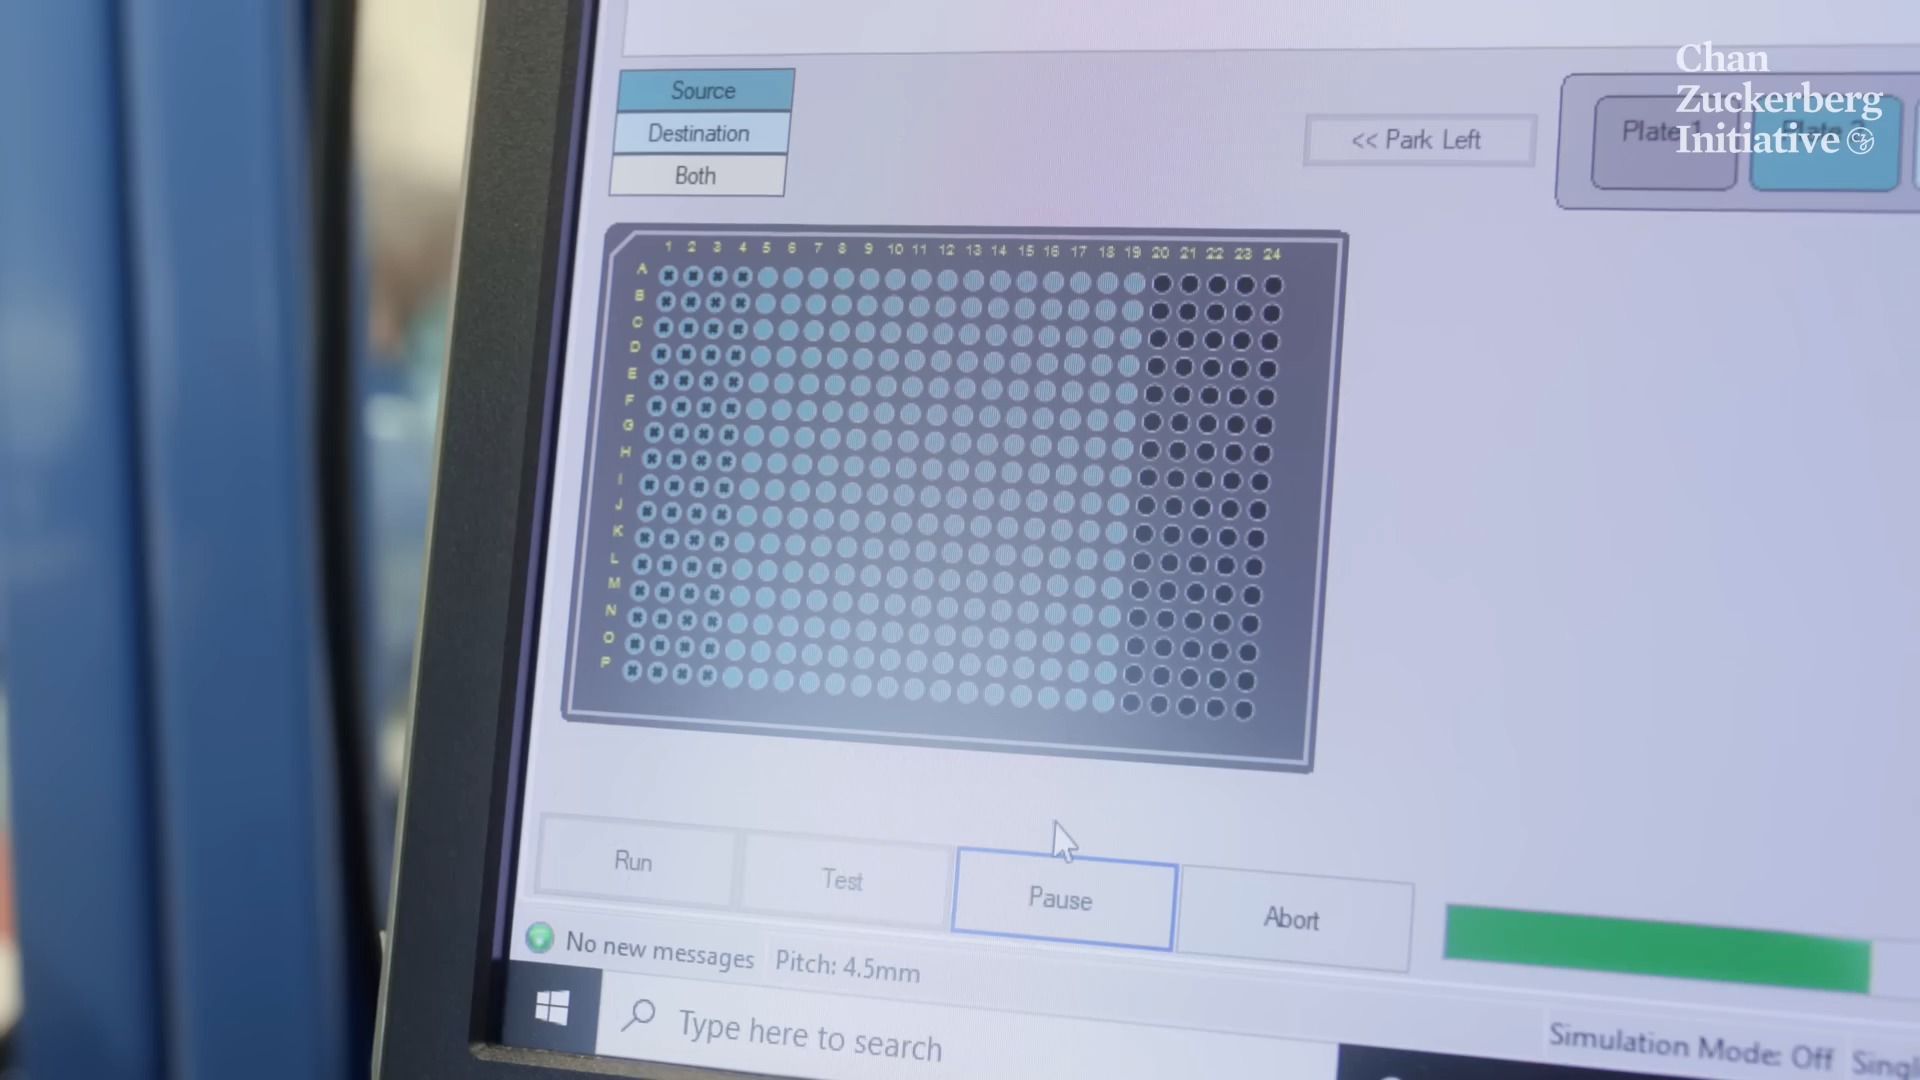 Chan
Zuckerberg
Initiative
Source
Destination
Both
<< Park Left
Plate 1
1 2 3 4 5 6 7 8 9 10 11 12 13 14 15 16 17 18 19 20 21 22 23 24
A
B
C
D
E
F
G
H
I
J
K
L
M
N
O
P
Run
Test
Pause
Abort
No new messages
Pitch: 4.5mm
Type here to search
Simulation Mode: Off